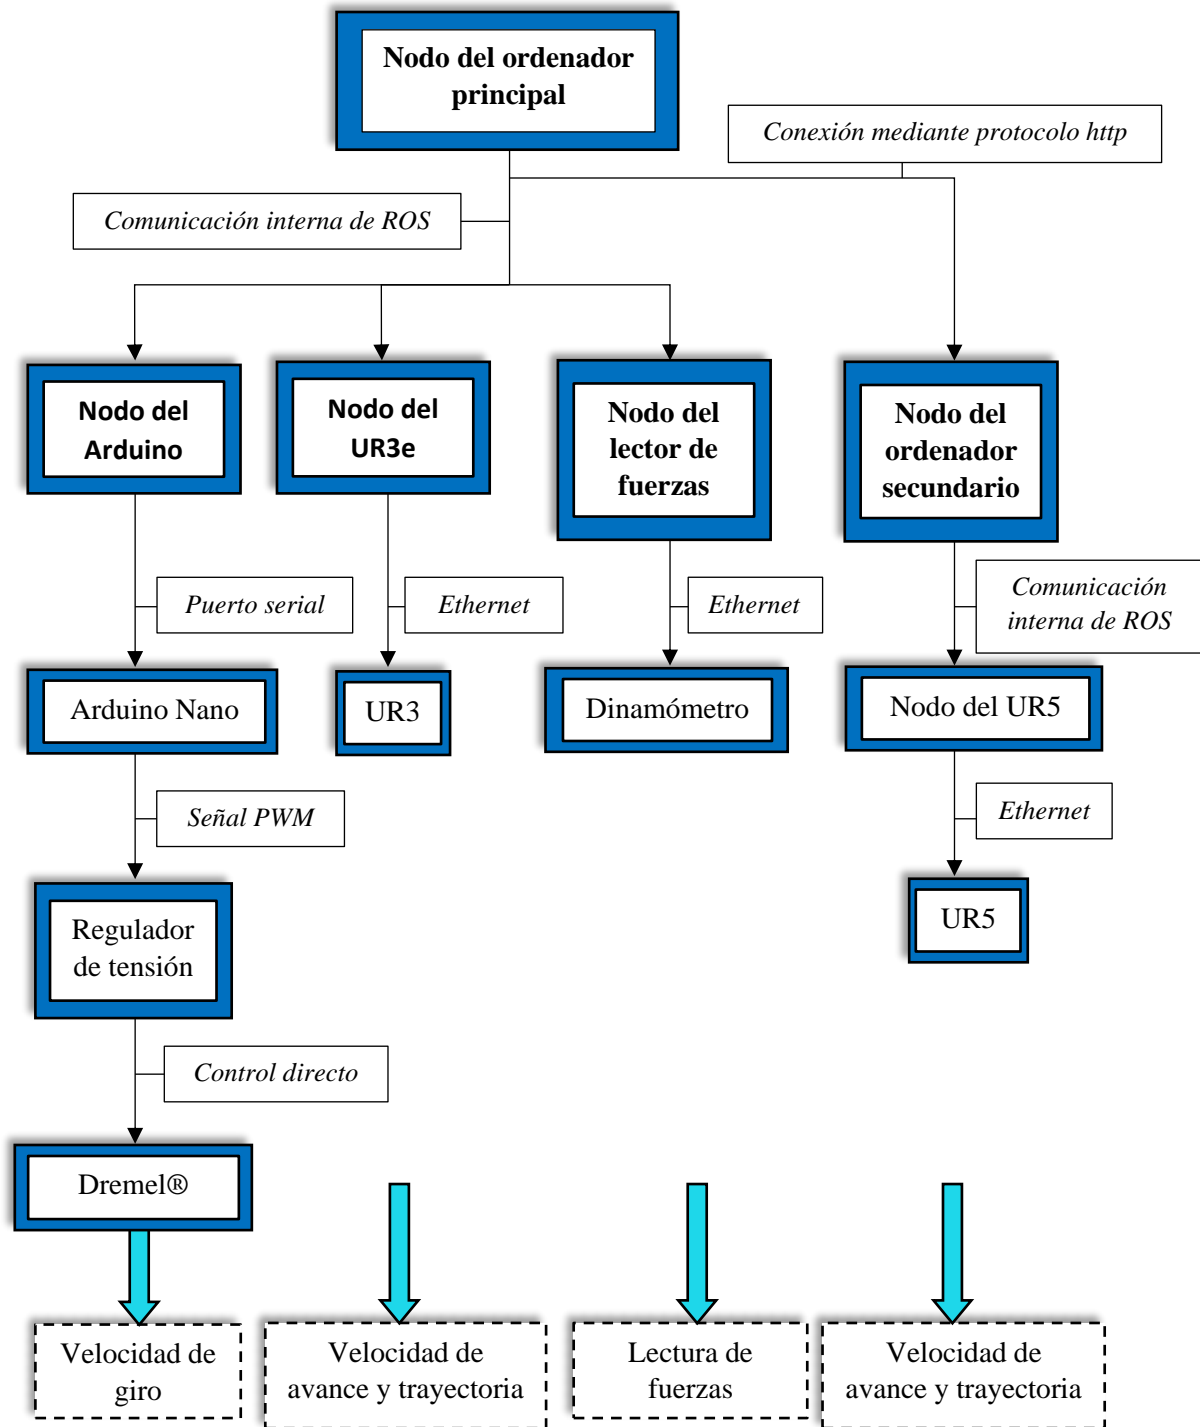 Nodo del ordenador
principal
Conexión mediante protocolo http
Comunicación interna de ROS
Nodo del
Arduino
Nodo del
UR3e
Nodo del
lector de
fuerzas
Nodo del
ordenador
secundario
Puerto serial
Ethernet
Ethernet
Comunicación
interna de ROS
Arduino Nano
UR3
Dinamómetro
Nodo del UR5
Señal PWM
Ethernet
Regulador
de tensión
UR5
Control directo
Dremel®
Velocidad de
giro
Velocidad de
avance y trayectoria
Lectura de
fuerzas
Velocidad de
avance y trayectoria